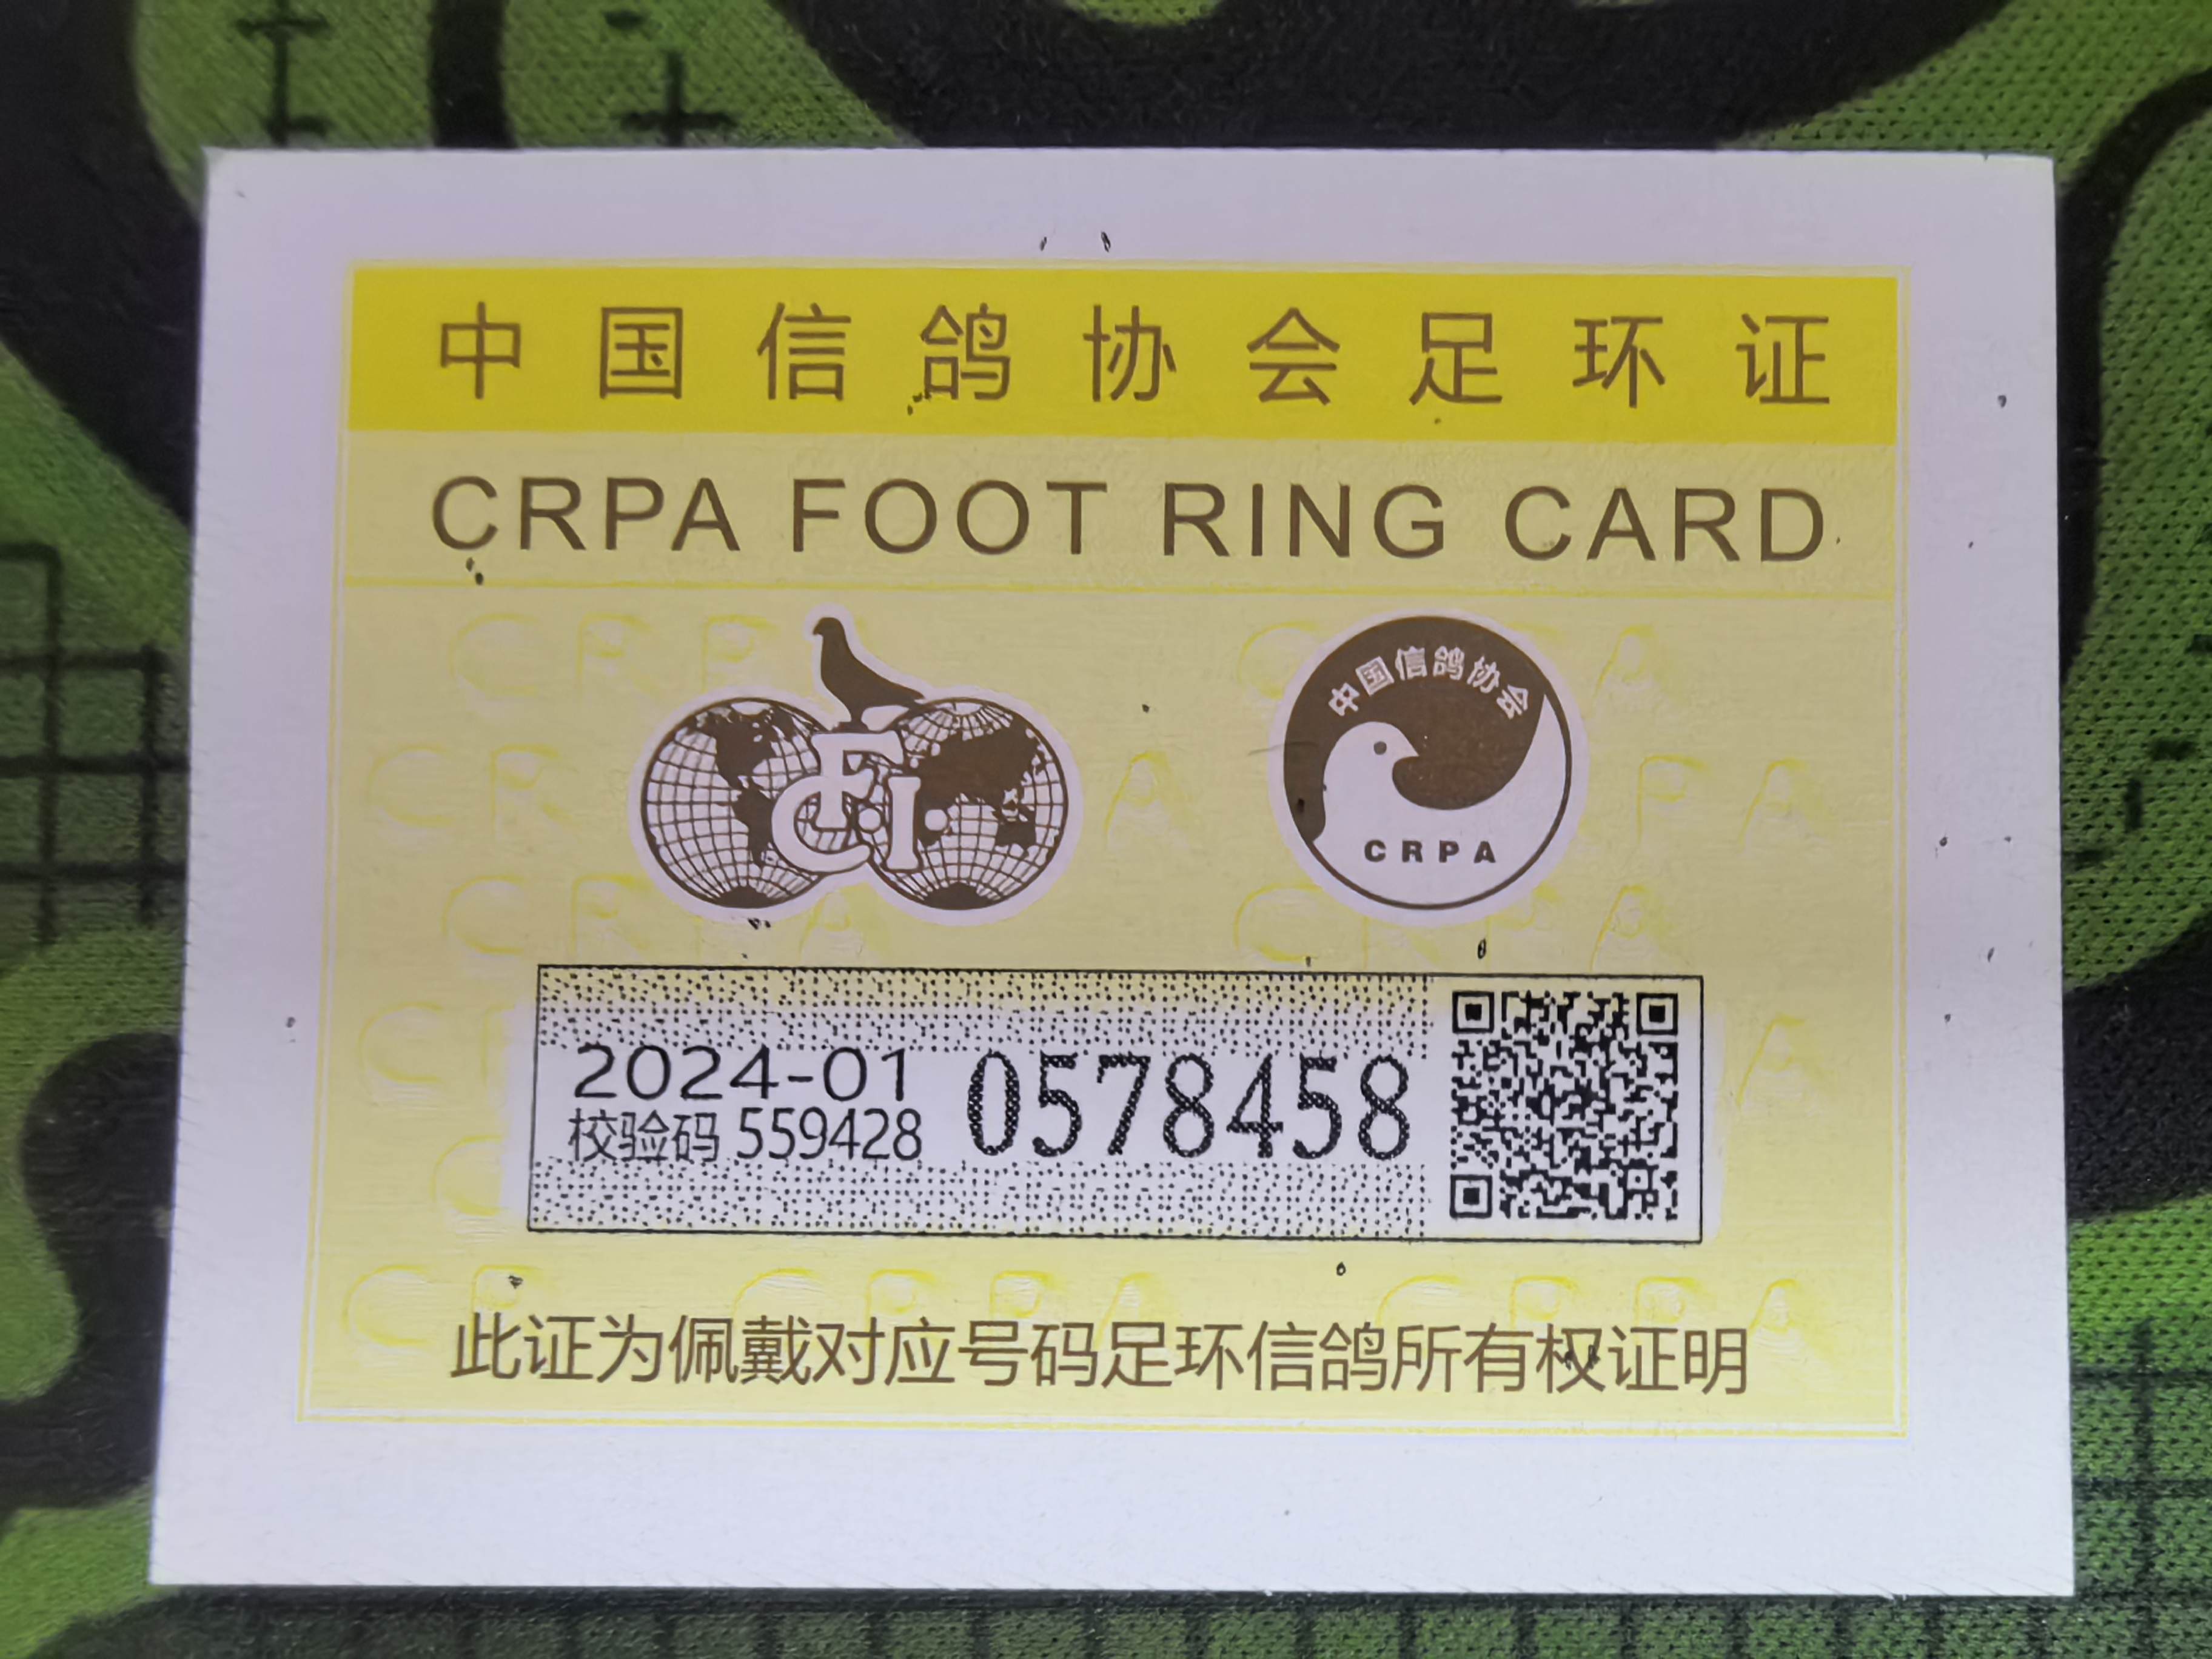 中国信鸽协会足环证
CRPA FOOT RING CARD
FCI
中国信鸽协会
CRPA
2024-01
校验码 559428
0578458
此证为佩戴对应号码足环信鸽所有权证明